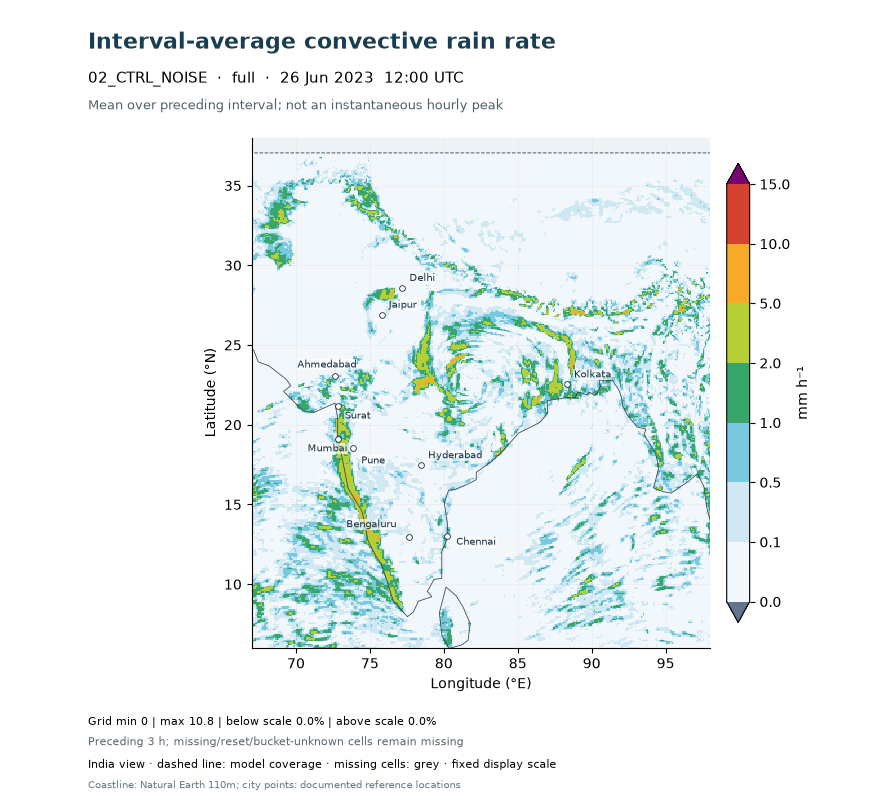 Interval-average convective rain rate
02_CTRL_NOISE · full · 26 Jun 2023 12:00 UTC
Mean over preceding interval; not an instantaneous hourly peak
35
30
25
20
15
10
Latitude (°N)
Delhi
Jaipur
Ahmedabad
Kolkata
Surat
Mumbai
Pune
Hyderabad
Bengaluru
Chennai
70
75
80
85
90
95
Longitude (°E)
15.0
10.0
5.0
2.0
1.0
0.5
0.1
0.0
mm h⁻¹
Grid min 0 | max 10.8 | below scale 0.0% | above scale 0.0%
Preceding 3 h; missing/reset/bucket-unknown cells remain missing
India view · dashed line: model coverage · missing cells: grey · fixed display scale
Coastline: Natural Earth 110m; city points: documented reference locations